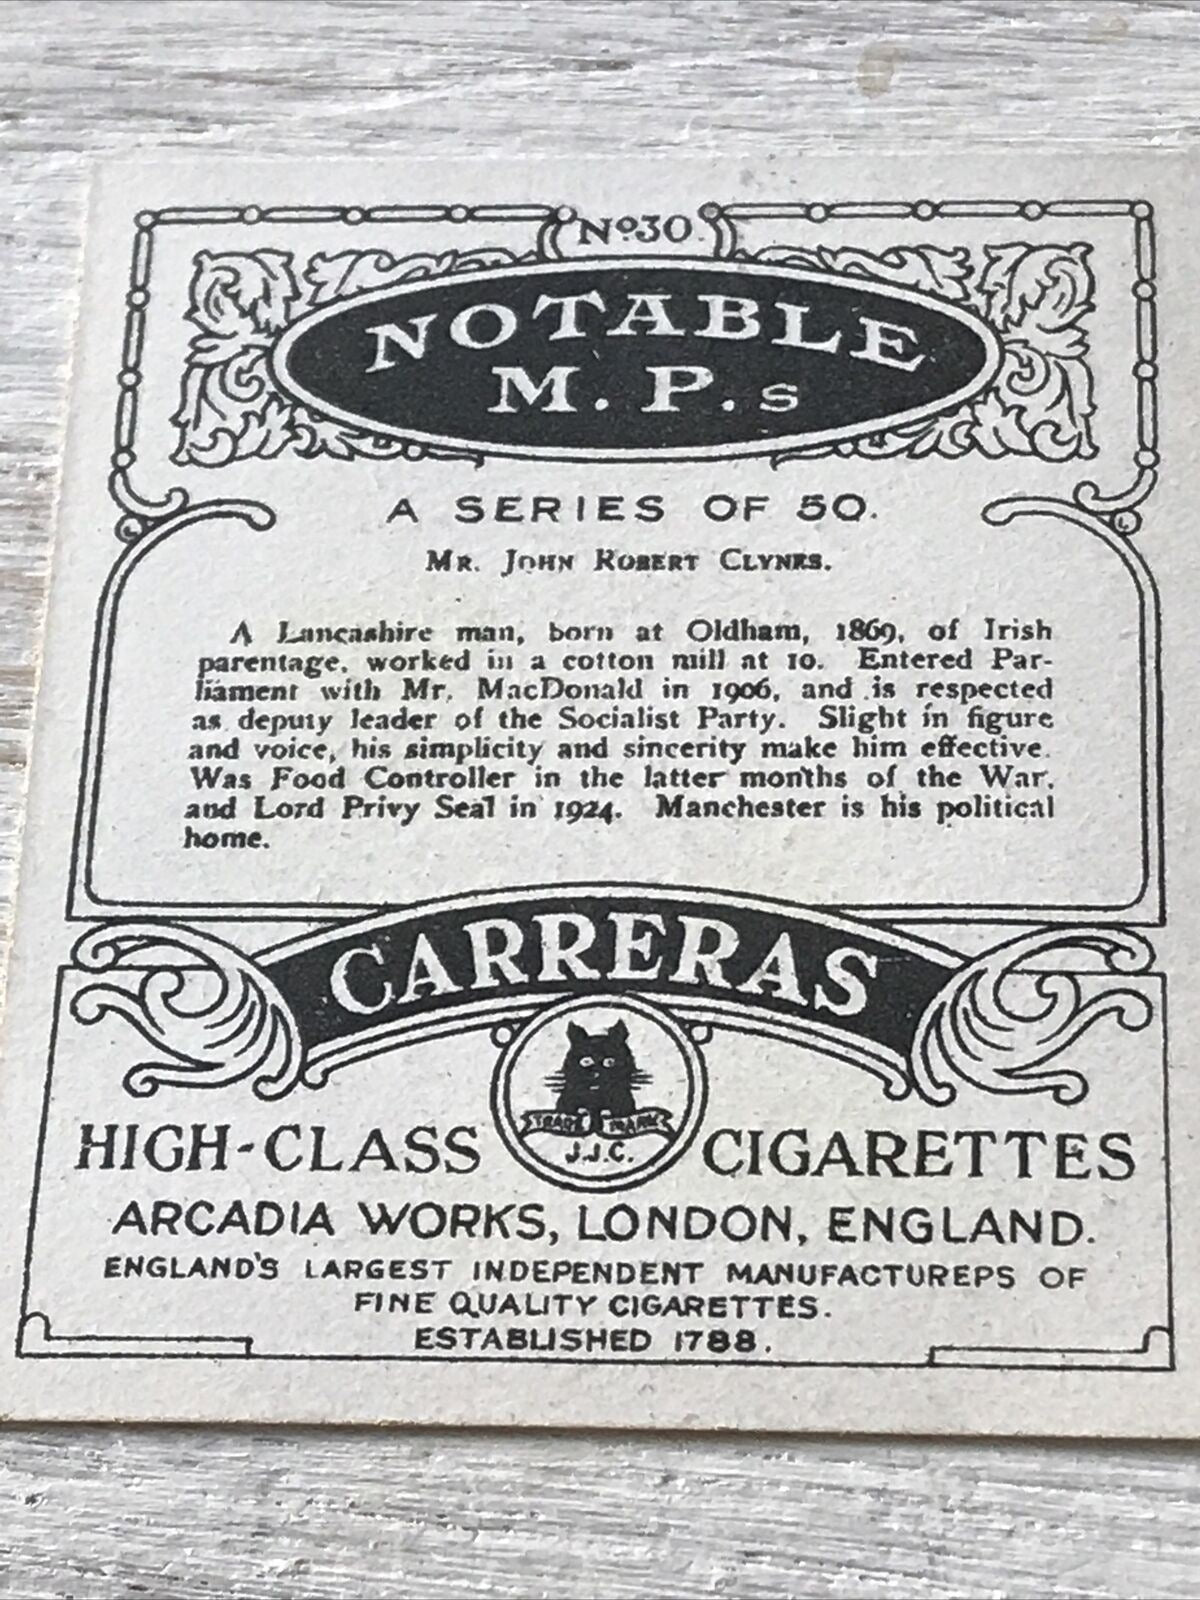 Nº30.
NOTABLE
M. P. s
A SERIES OF 50.
MR. JOHN ROBERT CLYNES.
A Lancashire man, born at Oldham, 1869, of Irish
parentage, worked in a cotton mill at 10. Entered Par-
liament with Mr. MacDonald in 1906, and is respected
as deputy leader of the Socialist Party. Slight in figure
and voice, his simplicity and sincerity make him effective.
Was Food Controller in the latter months of the War,
and Lord Privy Seal in 1924. Manchester is his political
home.
CARRERAS
TRADE MARK
J.J.C.
HIGH-CLASS CIGARETTES
ARCADIA WORKS, LONDON, ENGLAND.
ENGLAND'S LARGEST INDEPENDENT MANUFACTURERS OF
FINE QUALITY CIGARETTES.
ESTABLISHED 1788.